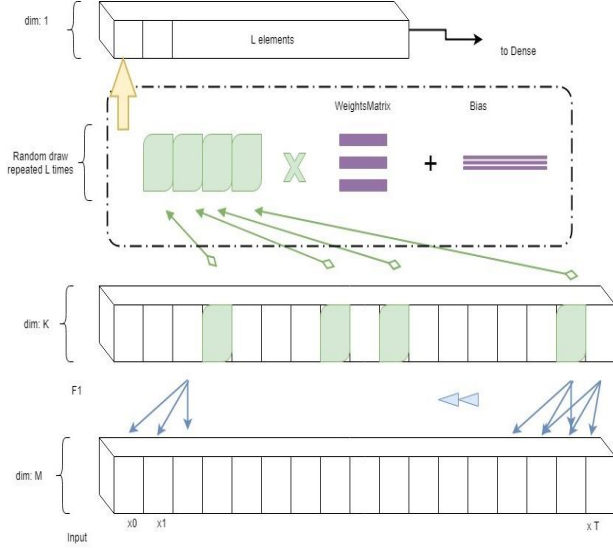 dim: 1
L elements
to Dense
WeightsMatrix
Bias
Random draw
repeated L times
X
+
dim: K
F1
dim: M
x0
x1
x T
Input